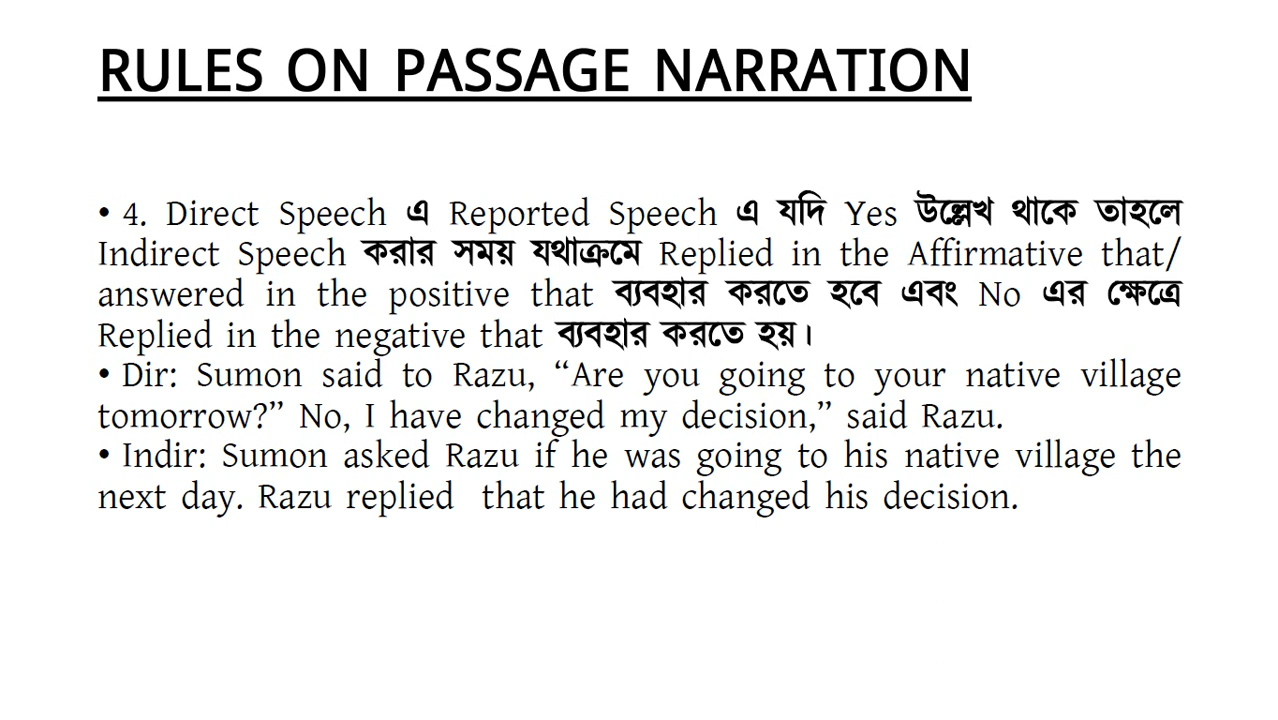 RULES ON PASSAGE NARRATION
• 4. Direct Speech এ Reported Speech এ যদি Yes উল্লেখ থাকে তাহলে
Indirect Speech করার সময় যথাক্রমে Replied in the Affirmative that/
answered in the positive that ব্যবহার করতে হবে এবং No এর ক্ষেত্রে
Replied in the negative that ব্যবহার করতে হয়।
• Dir: Sumon said to Razu, “Are you going to your native village
tomorrow?” No, I have changed my decision,” said Razu.
• Indir: Sumon asked Razu if he was going to his native village the
next day. Razu replied that he had changed his decision.